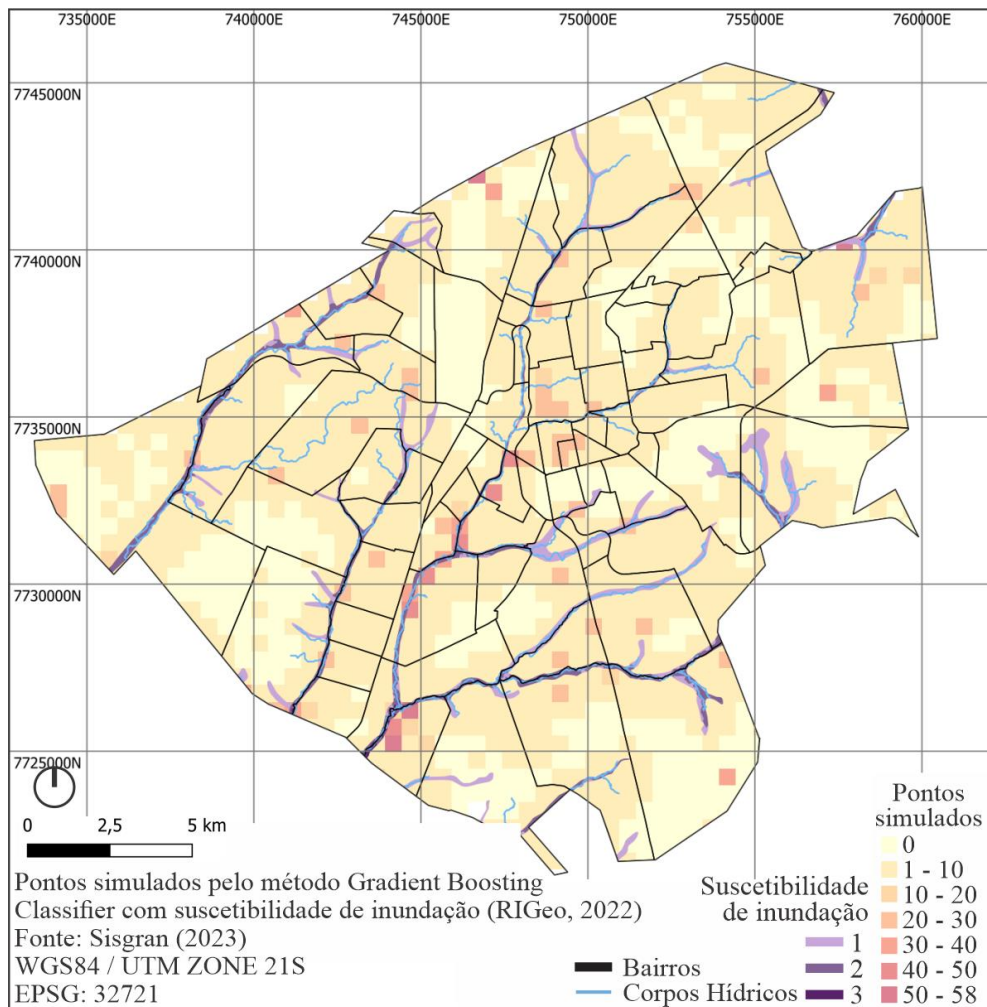 735000E 740000E 745000E 750000E 755000E 760000E
7745000N
7740000N
7735000N
7730000N
7725000N
0 2,5 5 km
Pontos simulados pelo método Gradient Boosting
Classifier com suscetibilidade de inundação (RIGeo, 2022)
Fonte: Sisgran (2023)
WGS84 / UTM ZONE 21S
EPSG: 32721
Bairros
Corpos Hídricos
Suscetibilidade
de inundação
1
2
3
Pontos
simulados
0
1 - 10
10 - 20
20 - 30
30 - 40
40 - 50
50 - 58